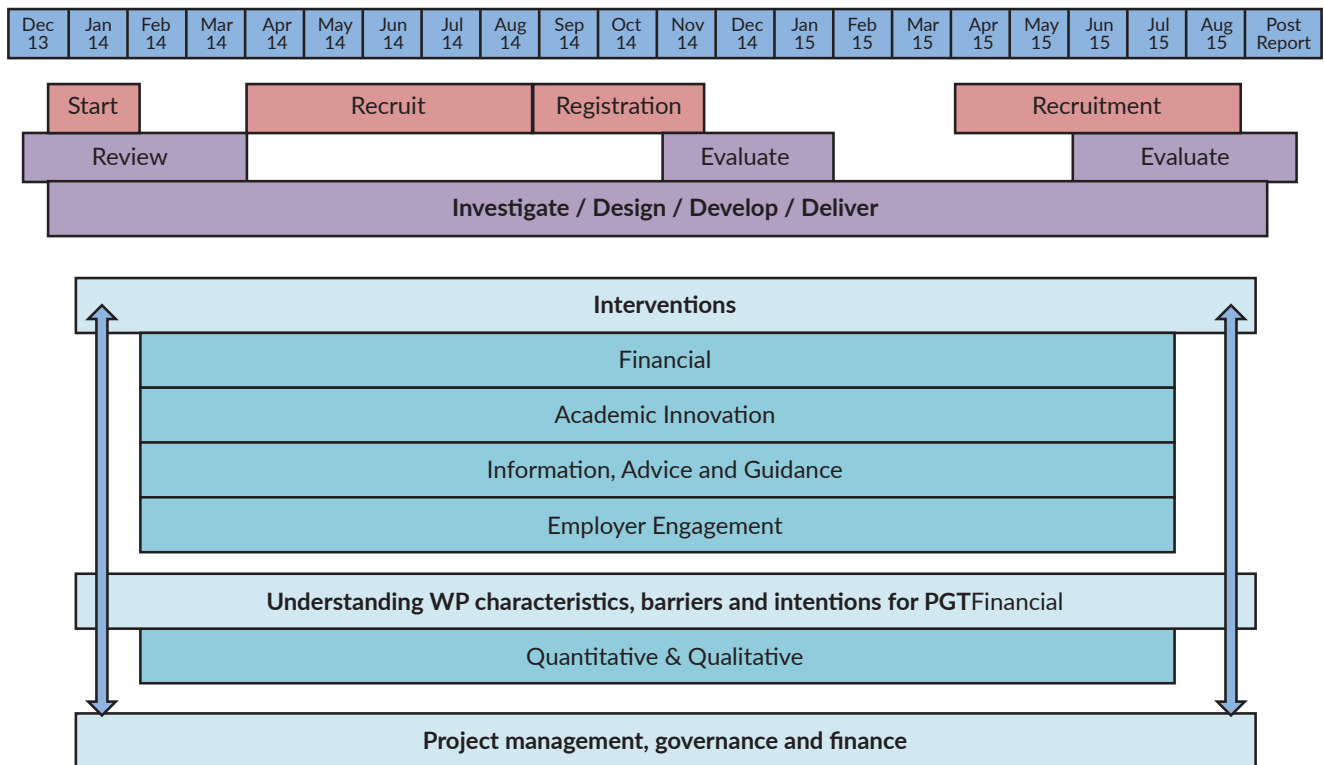 Dec Jan Feb Mar Apr May Jun Jul Aug Sep Oct Nov Dec Jan Feb Mar Apr May Jun Jul Aug Post
13 14 14 14 14 14 14 14 14 14 14 14 14 15 15 15 15 15 15 15 15 Report
Start Recruit Registration Recruitment
Review Evaluate Evaluate
Investigate / Design / Develop / Deliver
Interventions
Financial
Academic Innovation
Information, Advice and Guidance
Employer Engagement
Understanding WP characteristics, barriers and intentions for PGTFinancial
Quantitative & Qualitative
Project management, governance and finance